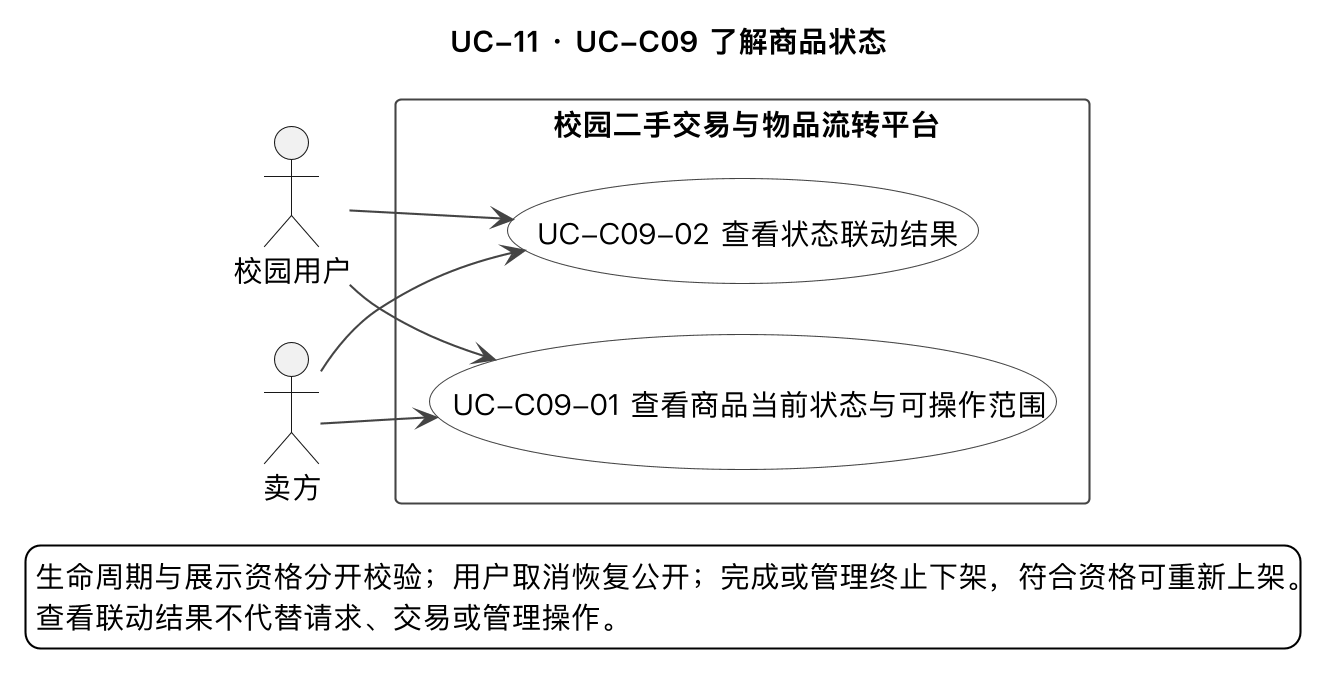 UC-11 · UC-C09 了解商品状态
校园二手交易与物品流转平台
UC-C09-02 查看状态联动结果
校园用户
UC-C09-01 查看商品当前状态与可操作范围
卖方
生命周期与展示资格分开校验；用户取消恢复公开；完成或管理终止下架，符合资格可重新上架。
查看联动结果不代替请求、交易或管理操作。